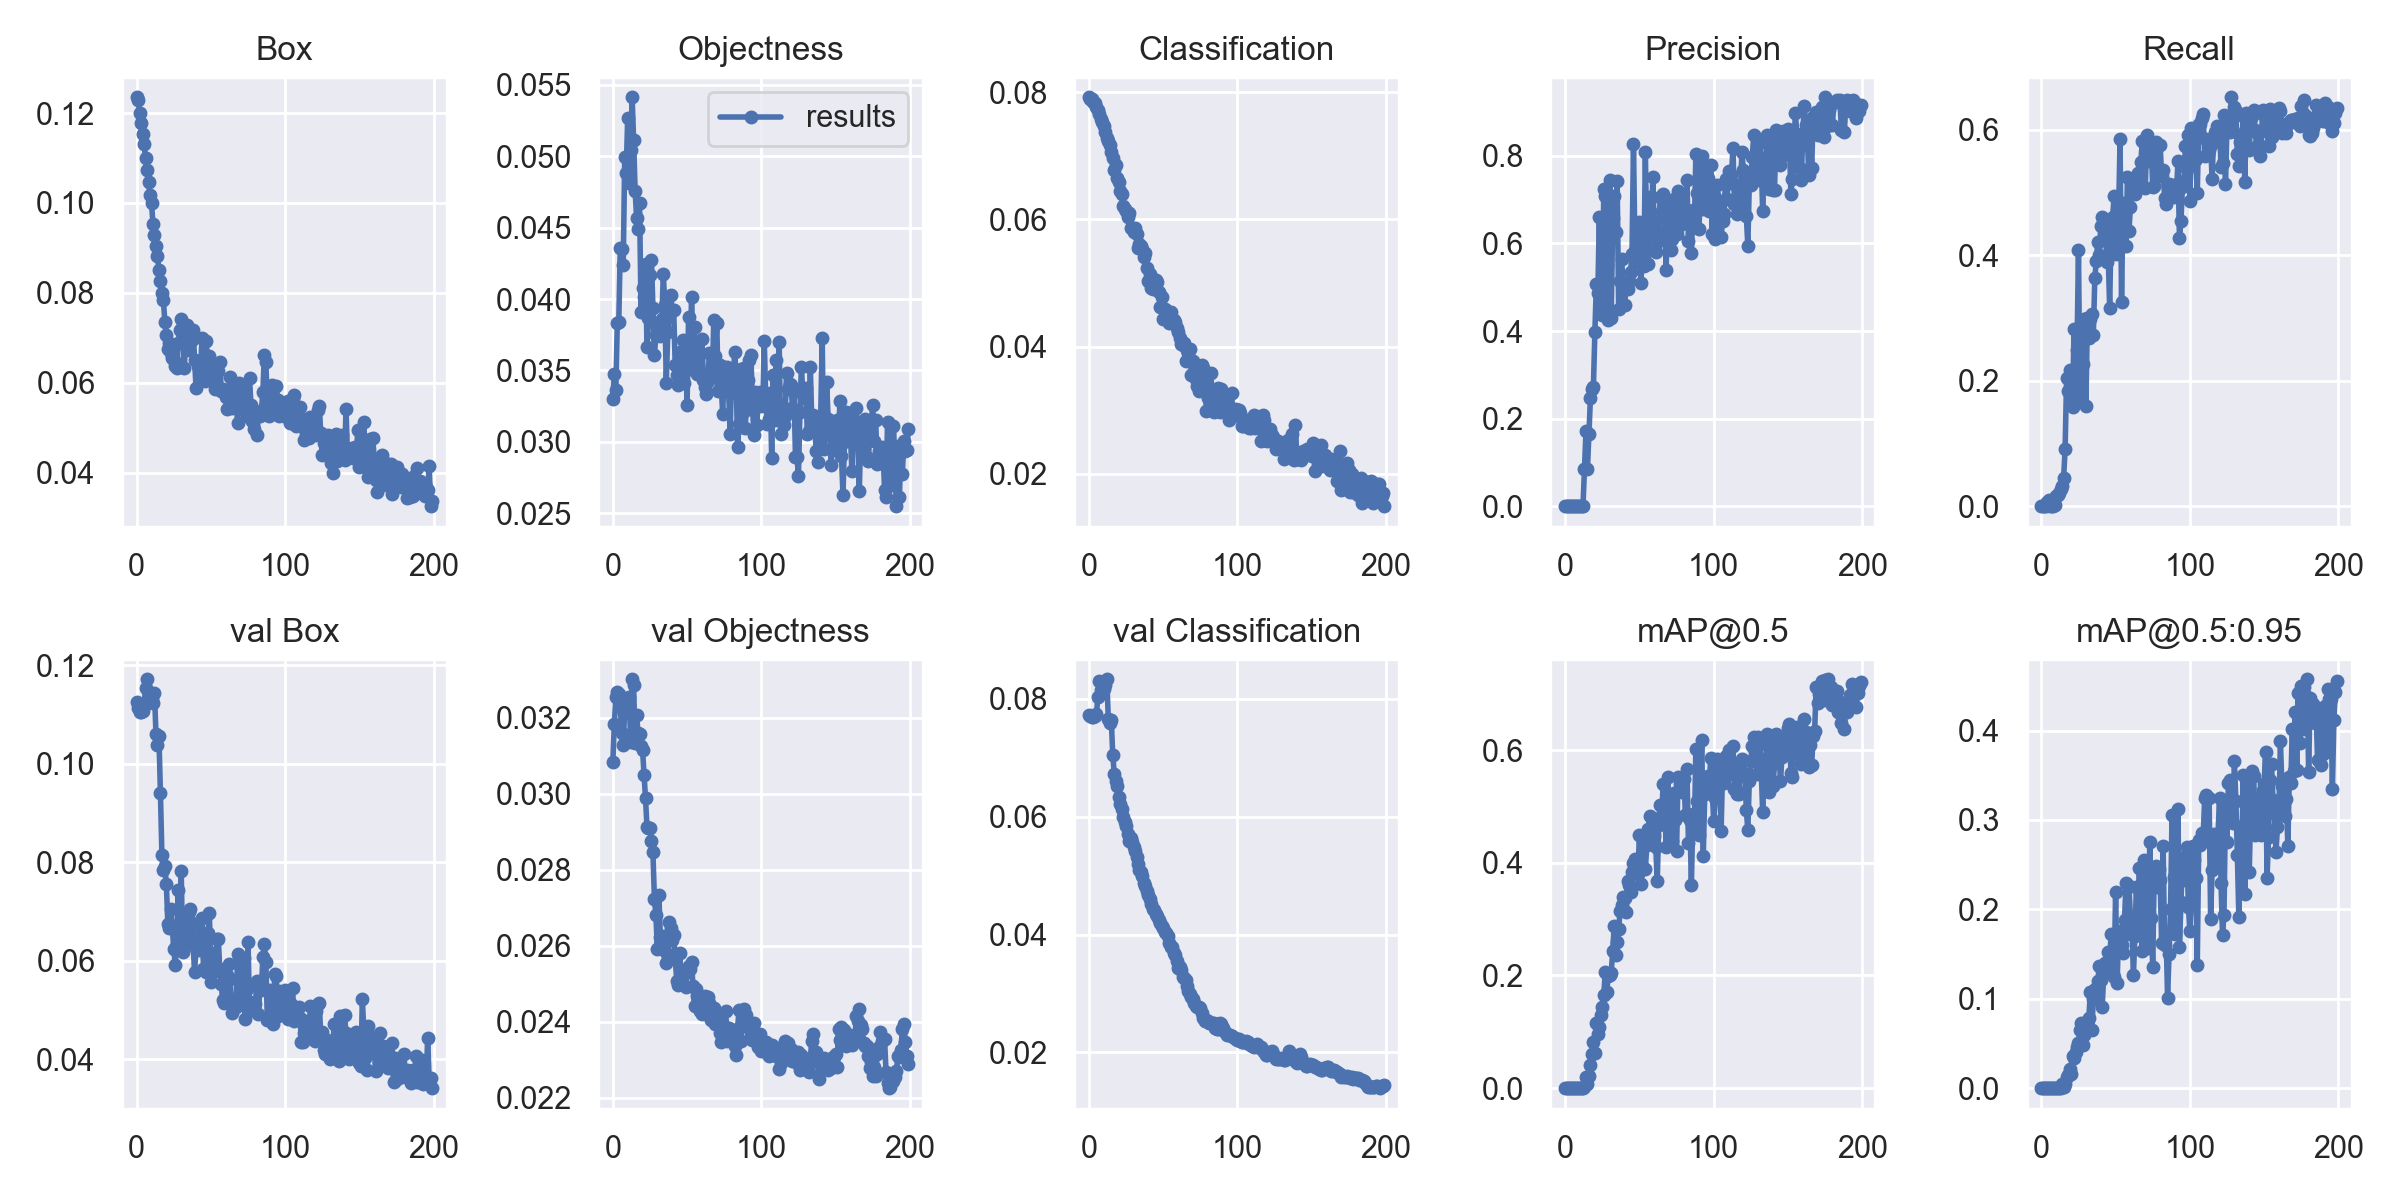 Box
Objectness
Classification
Precision
Recall
0.12
0.10
0.08
0.06
0.04
0 100 200
results
0.055
0.050
0.045
0.040
0.035
0.030
0.025
0 100 200
0.08
0.06
0.04
0.02
0 100 200
0.8
0.6
0.4
0.2
0.0
0 100 200
0.6
0.4
0.2
0.0
0 100 200
val Box
val Objectness
val Classification
mAP@0.5
mAP@0.5:0.95
0.12
0.10
0.08
0.06
0.04
0 100 200
0.032
0.030
0.028
0.026
0.024
0.022
0 100 200
0.08
0.06
0.04
0.02
0 100 200
0.6
0.4
0.2
0.0
0 100 200
0.4
0.3
0.2
0.1
0.0
0 100 200